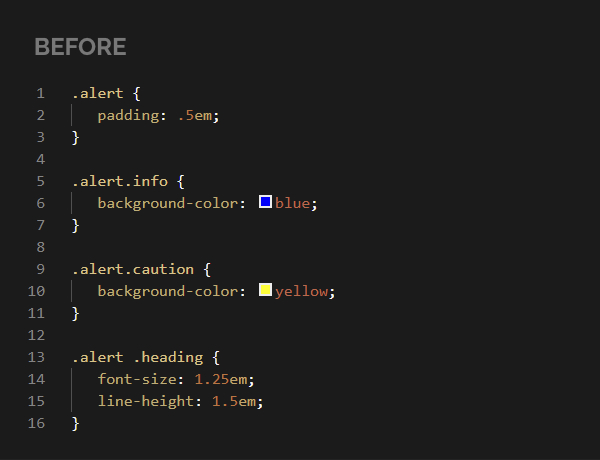 BEFORE
1 .alert {
2 padding: .5em;
3 }
4
5 .alert.info {
6 background-color: blue;
7 }
8
9 .alert.caution {
10 background-color: yellow;
11 }
12
13 .alert .heading {
14 font-size: 1.25em;
15 line-height: 1.5em;
16 }